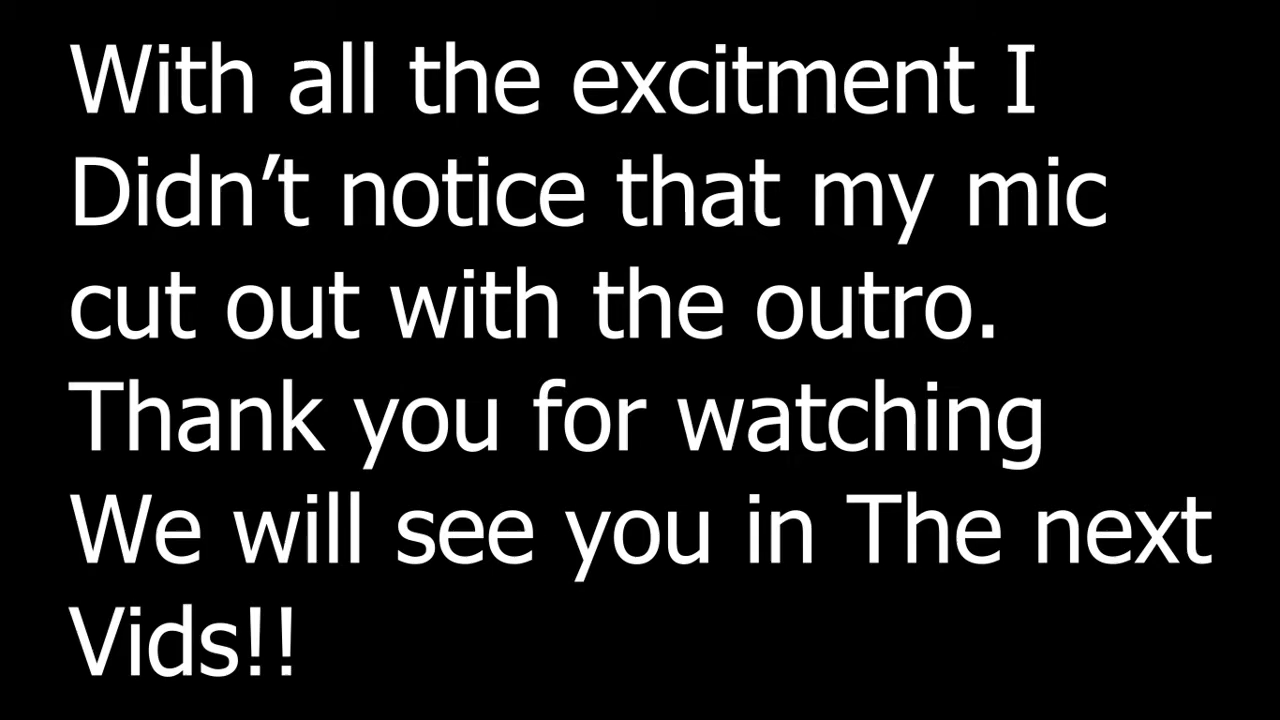 With all the excitment I
Didn’t notice that my mic
cut out with the outro.
Thank you for watching
We will see you in The next
Vids!!